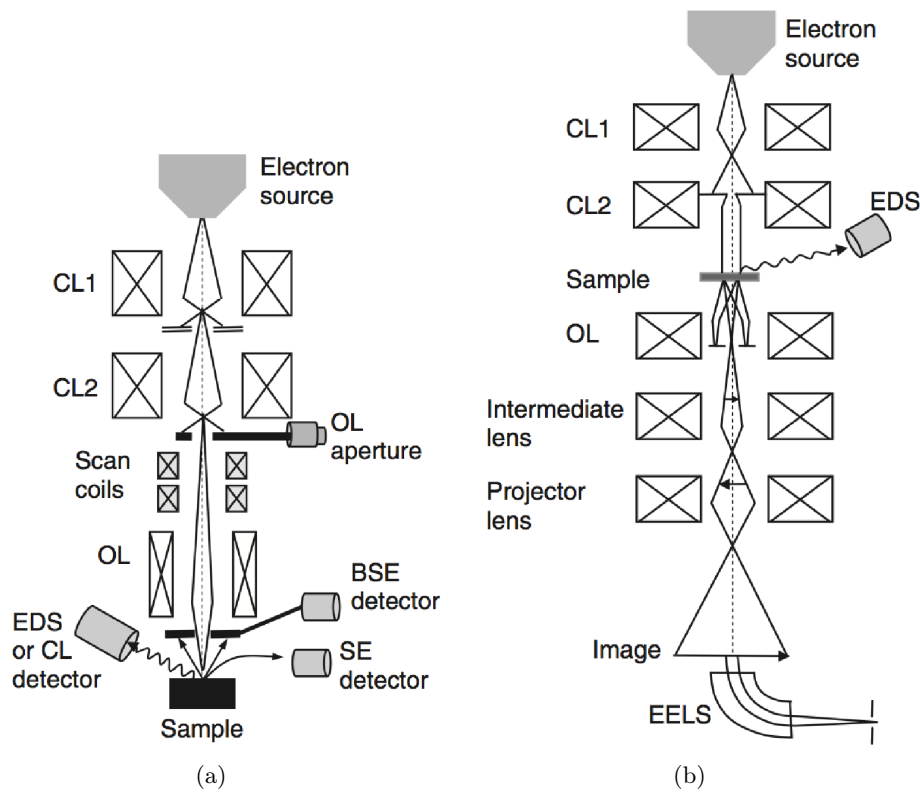 Electron
source
CL1
CL2
OL
aperture
Scan
coils
OL
BSE
detector
EDS
or CL
detector
SE
detector
Sample
(a)
Electron
source
CL1
CL2
EDS
Sample
OL
Intermediate
lens
Projector
lens
Image
EELS
(b)